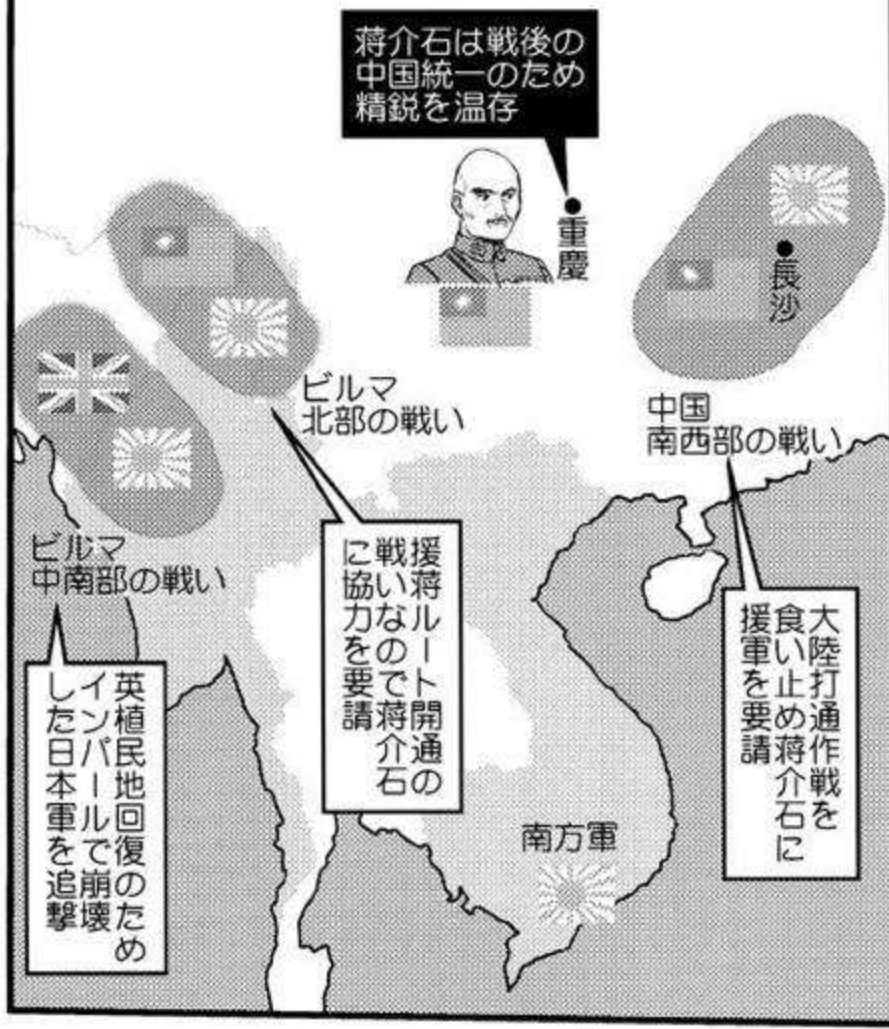 蒋介石は戦後の
中国統一のため
精鋭を温存
重慶
長沙
ビルマ
北部の戦い
中国
南西部の戦い
ビルマ
中南部の戦い
援蒋ルート開通の
戦いなので蒋介石
に協力を要請
大陸打通作戦を
食い止め蒋介石に
援軍を要請
英植民地回復のため
インパールで崩壊
した日本軍を追撃
南方軍